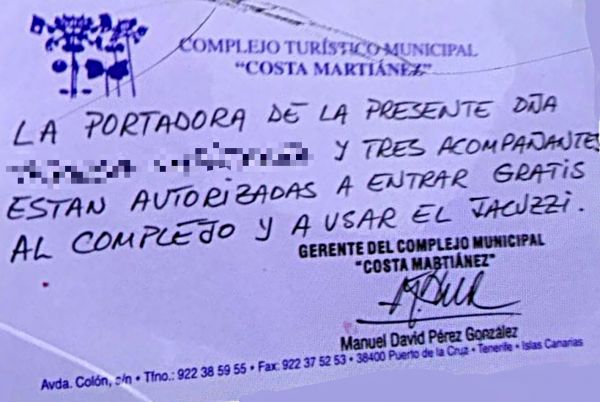 COMPLEJO TURÍSTICO MUNICIPAL
"COSTA MARTIÁNEZ"
LA PORTADORA DE LA PRESENTE DÑA
Y TRES ACOMPAÑANTES
ESTAN AUTORIZADAS A ENTRAR GRATIS
AL COMPLEJO Y A USAR EL JACUZZI.
GERENTE DEL COMPLEJO MUNICIPAL
"COSTA MARTIÁNEZ"
Manuel David Pérez González
Avda. Colón, s/n • Tfno.: 922 38 59 55 • Fax: 922 37 52 53 • 38400 Puerto de la Cruz • Tenerife • Islas Canarias